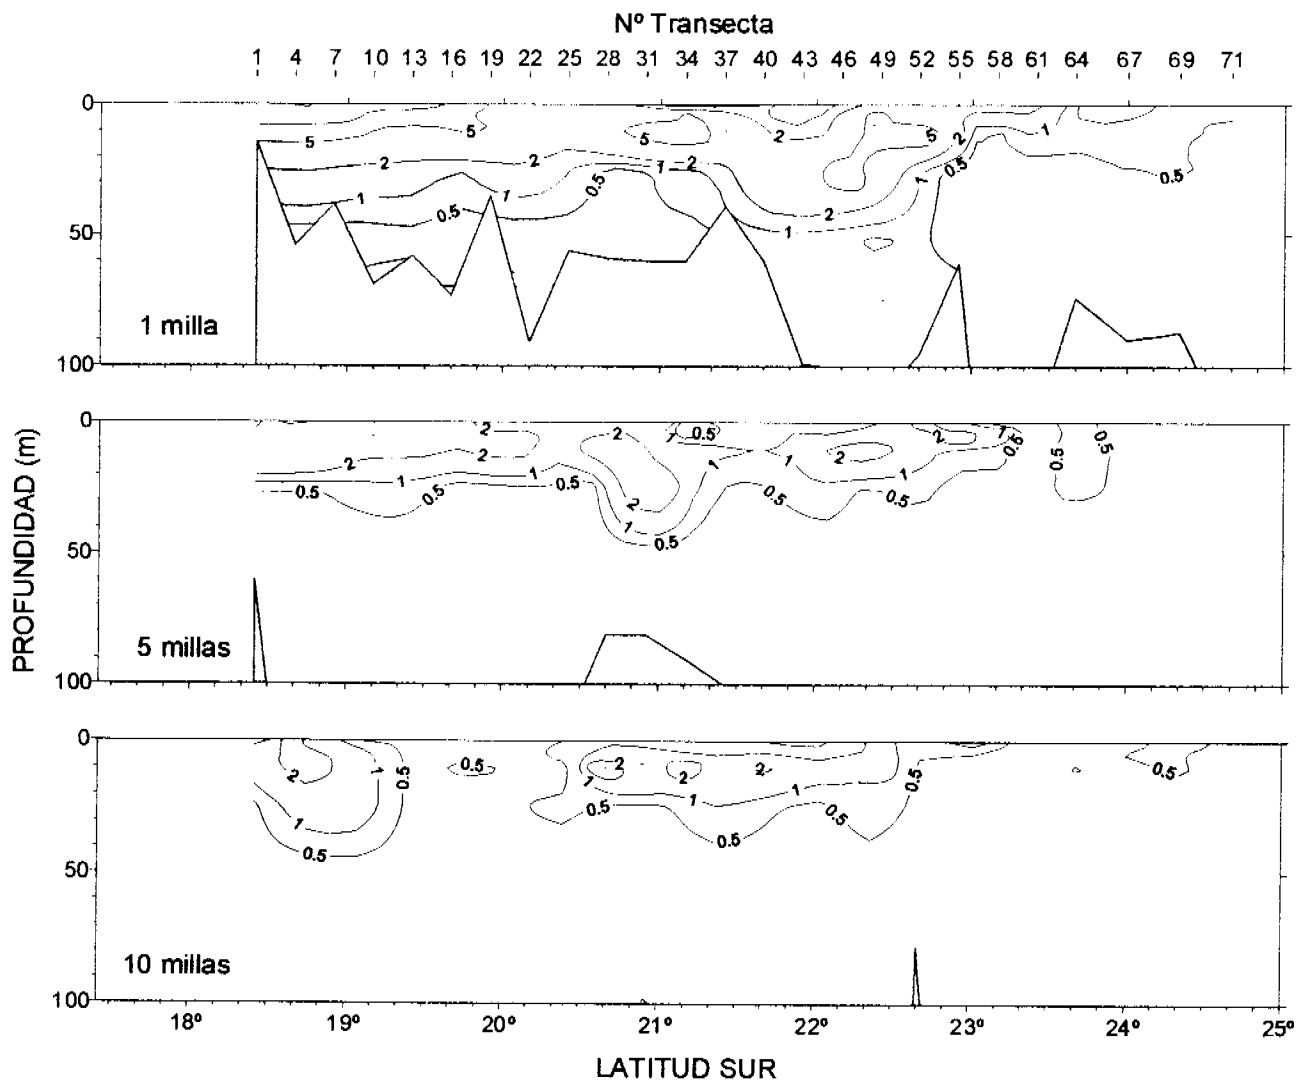 Nº Transecta
1 4 7 10 13 16 19 22 25 28 31 34 37 40 43 46 49 52 55 58 61 64 67 69 71
0
5 5 2 5 2 1
2 2 1 2 0.5 0.5
1 0.5 1 0.5 1 2 1
50
1 milla
100
PROFUNDIDAD (m)
0
2 2 1 0.5 2 1 0.5 0.5 0.5
2 2 1 1 2
0.5 0.5 1 0.5 2 0.5 1 0.5
1 0.5
50
5 millas
100
0
2 1 0.5 0.5 2 2 2 0.5
1 1 1 0.5
1 0.5 0.5
0.5 0.5
50
10 millas
100
18º 19º 20º 21º 22º 23º 24º 25º
LATITUD SUR